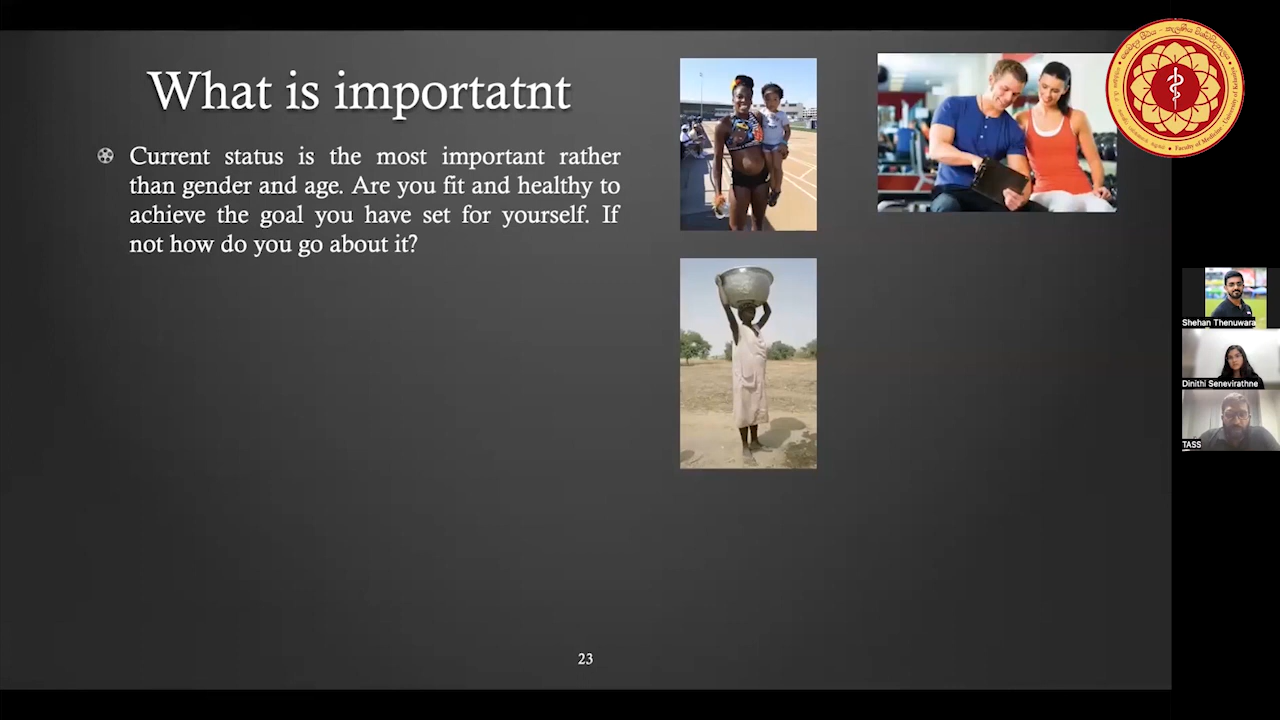 What is importatnt
Current status is the most important rather
than gender and age. Are you fit and healthy to
achieve the goal you have set for yourself. If
not how do you go about it?
23
Shehan Thenuwara
Dinithi Senevirathne
TASS